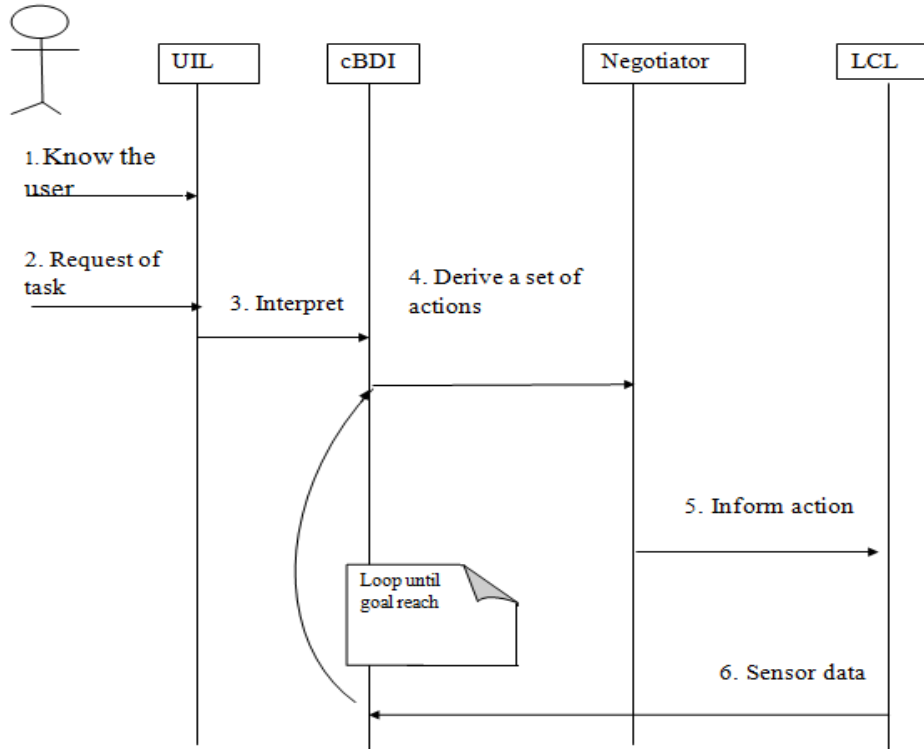 UIL
cBDI
Negotiator
LCL
1. Know the
user
2. Request of
task
3. Interpret
4. Derive a set of
actions
5. Inform action
Loop until
goal reach
6. Sensor data